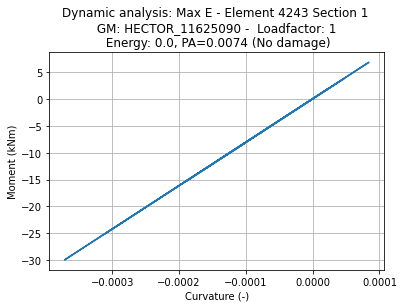 Dynamic analysis: Max E - Element 4243 Section 1
GM: HECTOR_11625090 - Loadfactor: 1
Energy: 0.0, PA=0.0074 (No damage)
5
0
−5
−10
−15
−20
−25
−30
Moment (kNm)
−0.0003 −0.0002 −0.0001 0.0000 0.0001
Curvature (-)